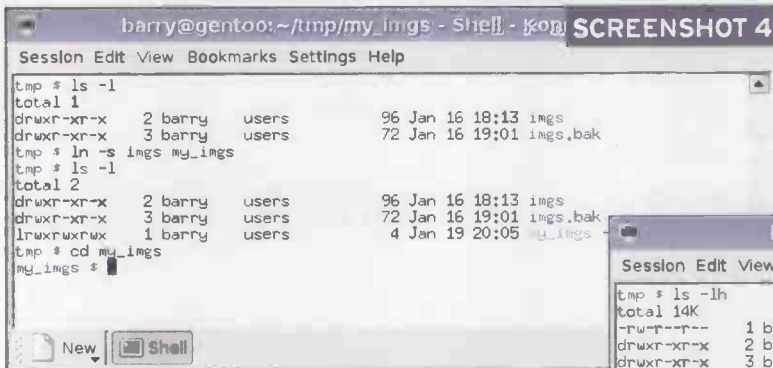 barry@gentoo:~/tmp/my_imgs - Shell - Kon
SCREENSHOT 4
Session Edit View Bookmarks Settings Help
tmp $ ls -l
total 1
drwxr-xr-x 2 barry users 96 Jan 16 18:13 imgs
drwxr-xr-x 3 barry users 72 Jan 16 19:01 imgs.bak
tmp $ ln -s imgs my_imgs
tmp $ ls -l
total 2
drwxr-xr-x 2 barry users 96 Jan 16 18:13 imgs
drwxr-xr-x 3 barry users 72 Jan 16 19:01 imgs.bak
lrwxrwxrwx 1 barry users 4 Jan 19 20:05 my_imgs -
tmp $ cd my_imgs
my_imgs $
New Shell
Session Edit View
tmp $ ls -lh
total 14K
-rw-r--r-- 1 b
drwxr-xr-x 2 b
drwxr-xr-x 3 b